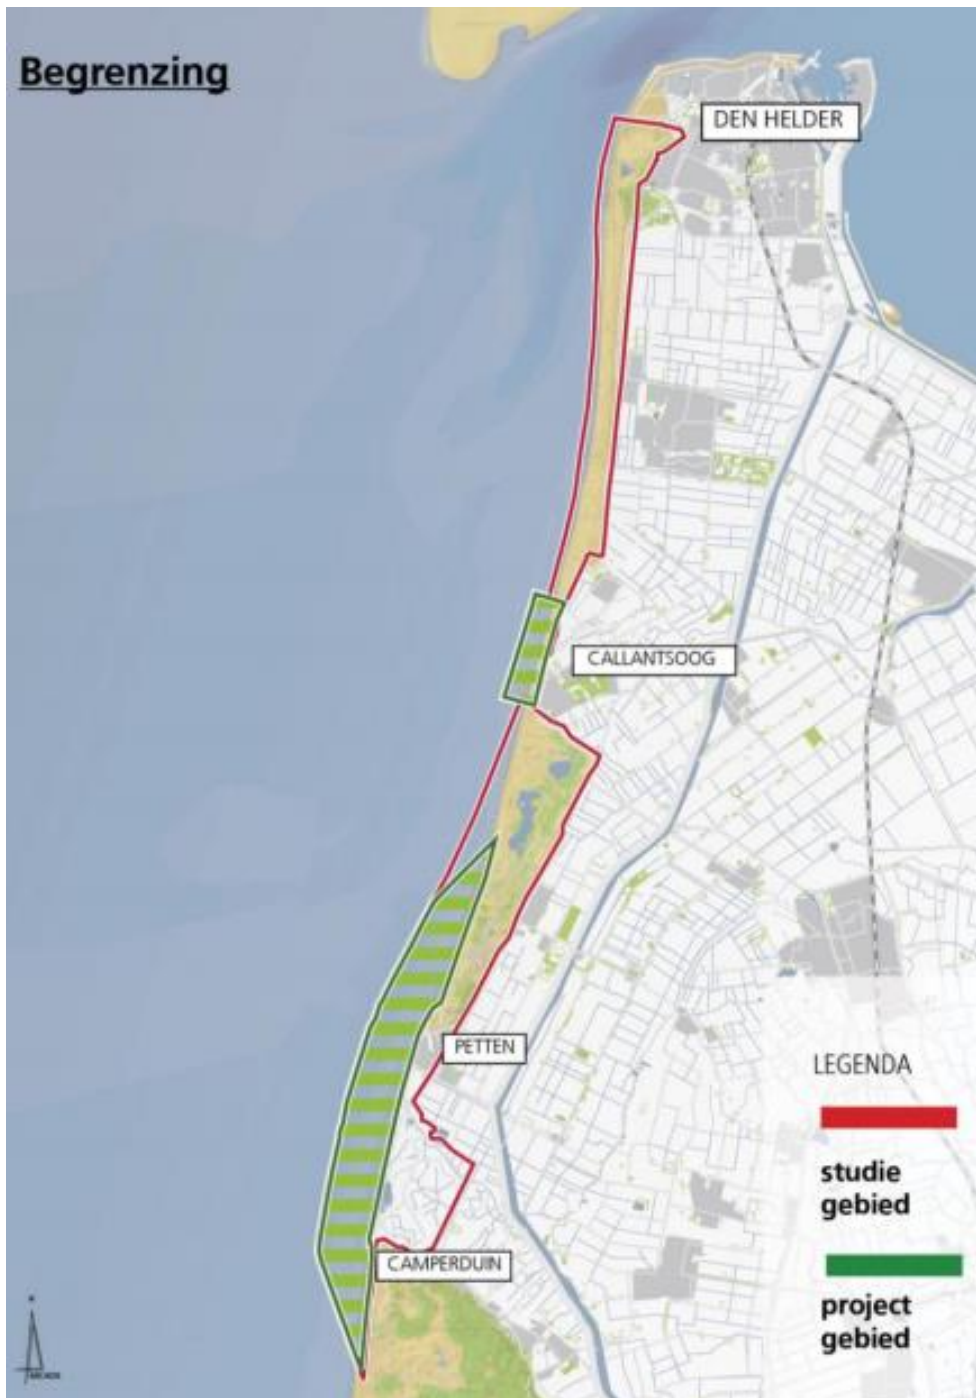 Begrenzing
DEN HELDER
CALLANTSOOG
PETTEN
CAMPERDUIN
LEGENDA
studie
gebied
project
gebied